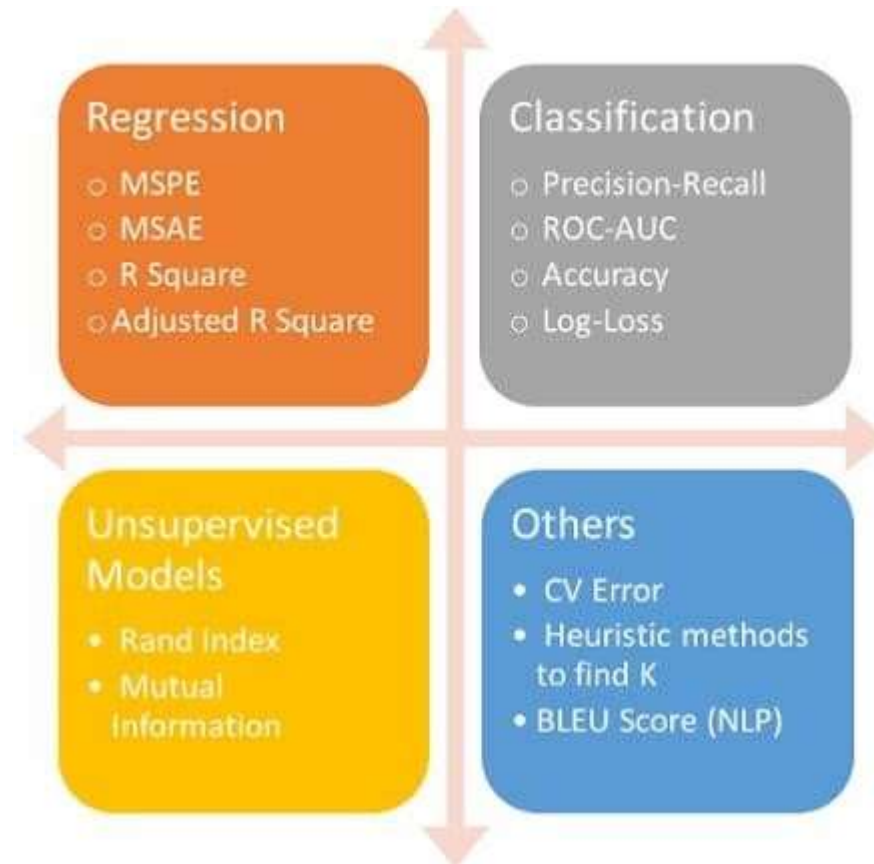 Regression
○ MSPE
○ MSAE
○ R Square
○ Adjusted R Square
Classification
○ Precision-Recall
○ ROC-AUC
○ Accuracy
○ Log-Loss
Unsupervised
Models
• Rand Index
• Mutual
Information
Others
• CV Error
• Heuristic methods
to find K
• BLEU Score (NLP)